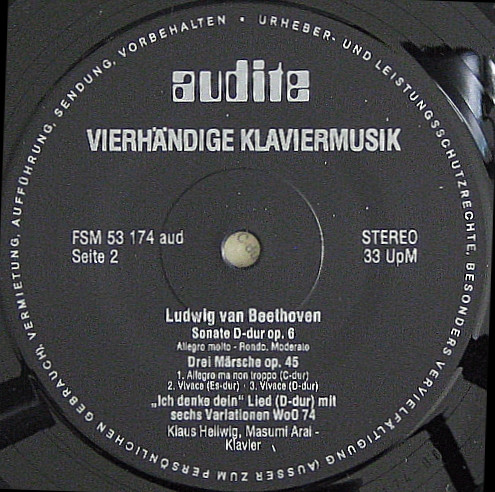 URHEBER- UND LEISTUNGSSCHUTZRECHTE, BESONDERS VERVIELFÄLTIGUNG (AUSSER ZUM PERSÖNLICHEN GEBRAUCH), VERMIETUNG, AUFFÜHRUNG, SENDUNG, VORBEHALTEN •
audite
VIERHÄNDIGE KLAVIERMUSIK
FSM 53 174 aud STEREO
Seite 2 33 UpM
Ludwig van Beethoven
Sonate D-dur op. 6
Allegro molto - Rondo. Moderato
Drei Märsche op. 45
1. Allegro ma non troppo (C-dur)
2. Vivace (Es-dur) · 3. Vivace (D-dur)
„Ich denke dein“ Lied (D-dur) mit
sechs Variationen WoO 74
Klaus Hellwig, Masumi Arai -
Klavier